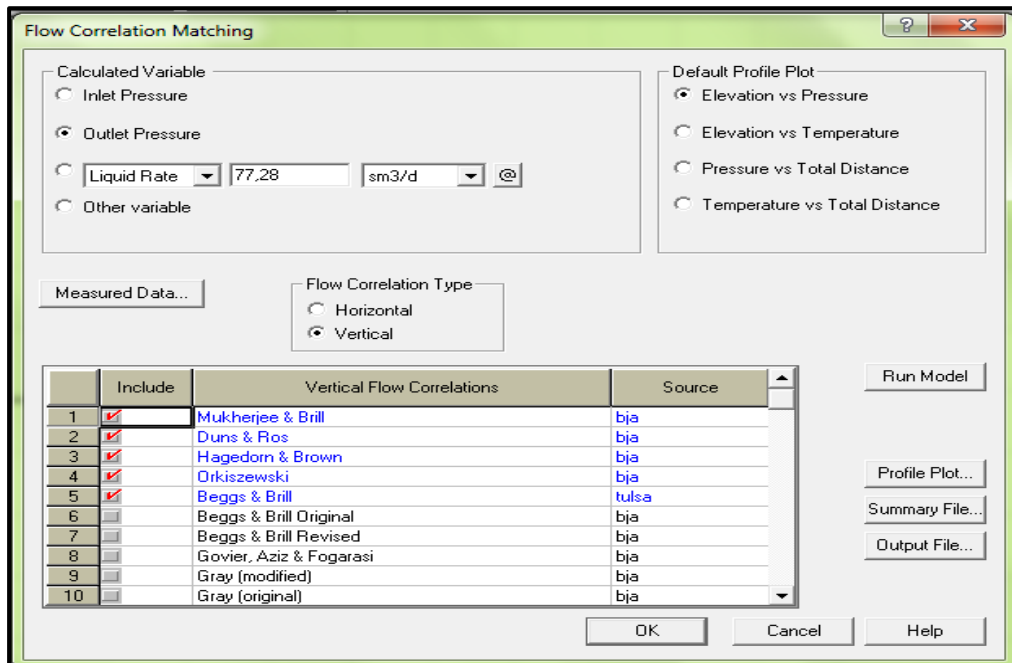 Flow Correlation Matching
?
X
Calculated Variable
Inlet Pressure
Outlet Pressure
Liquid Rate 77,28 sm3/d @
Other variable
Default Profile Plot
Elevation vs Pressure
Elevation vs Temperature
Pressure vs Total Distance
Temperature vs Total Distance
Measured Data...
Flow Correlation Type
Horizontal
Vertical
Include Vertical Flow Correlations Source
1 Mukherjee & Brill bja
2 Duns & Ros bja
3 Hagedorn & Brown bja
4 Orkiszewski bja
5 Beggs & Brill tulsa
6 Beggs & Brill Original bja
7 Beggs & Brill Revised bja
8 Govier, Aziz & Fogarasi bja
9 Gray (modified) bja
10 Gray (original) bja
Run Model
Profile Plot...
Summary File...
Output File...
OK Cancel Help